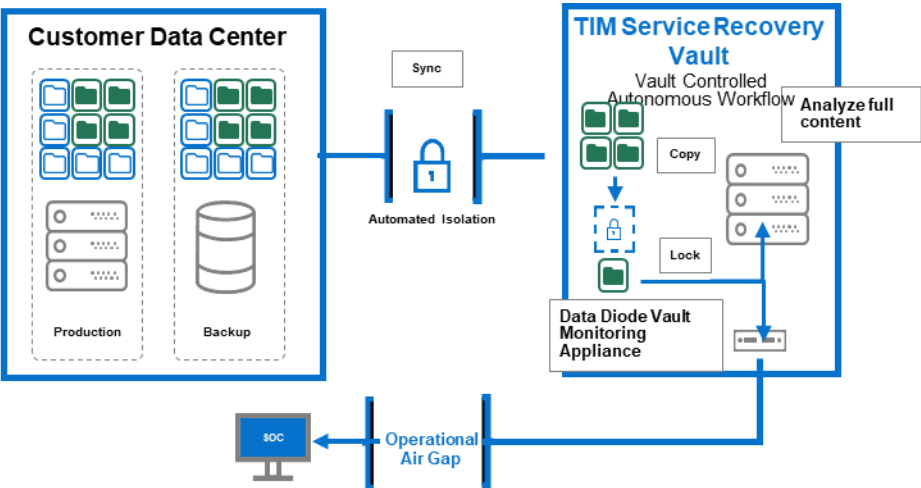 Customer Data Center
Production
Backup
Sync
Automated Isolation
TIM Service Recovery
Vault
Vault Controlled
Autonomous Workflow
Analyze full
content
Copy
Lock
Data Diode Vault
Monitoring
Appliance
SOC
Operational
Air Gap